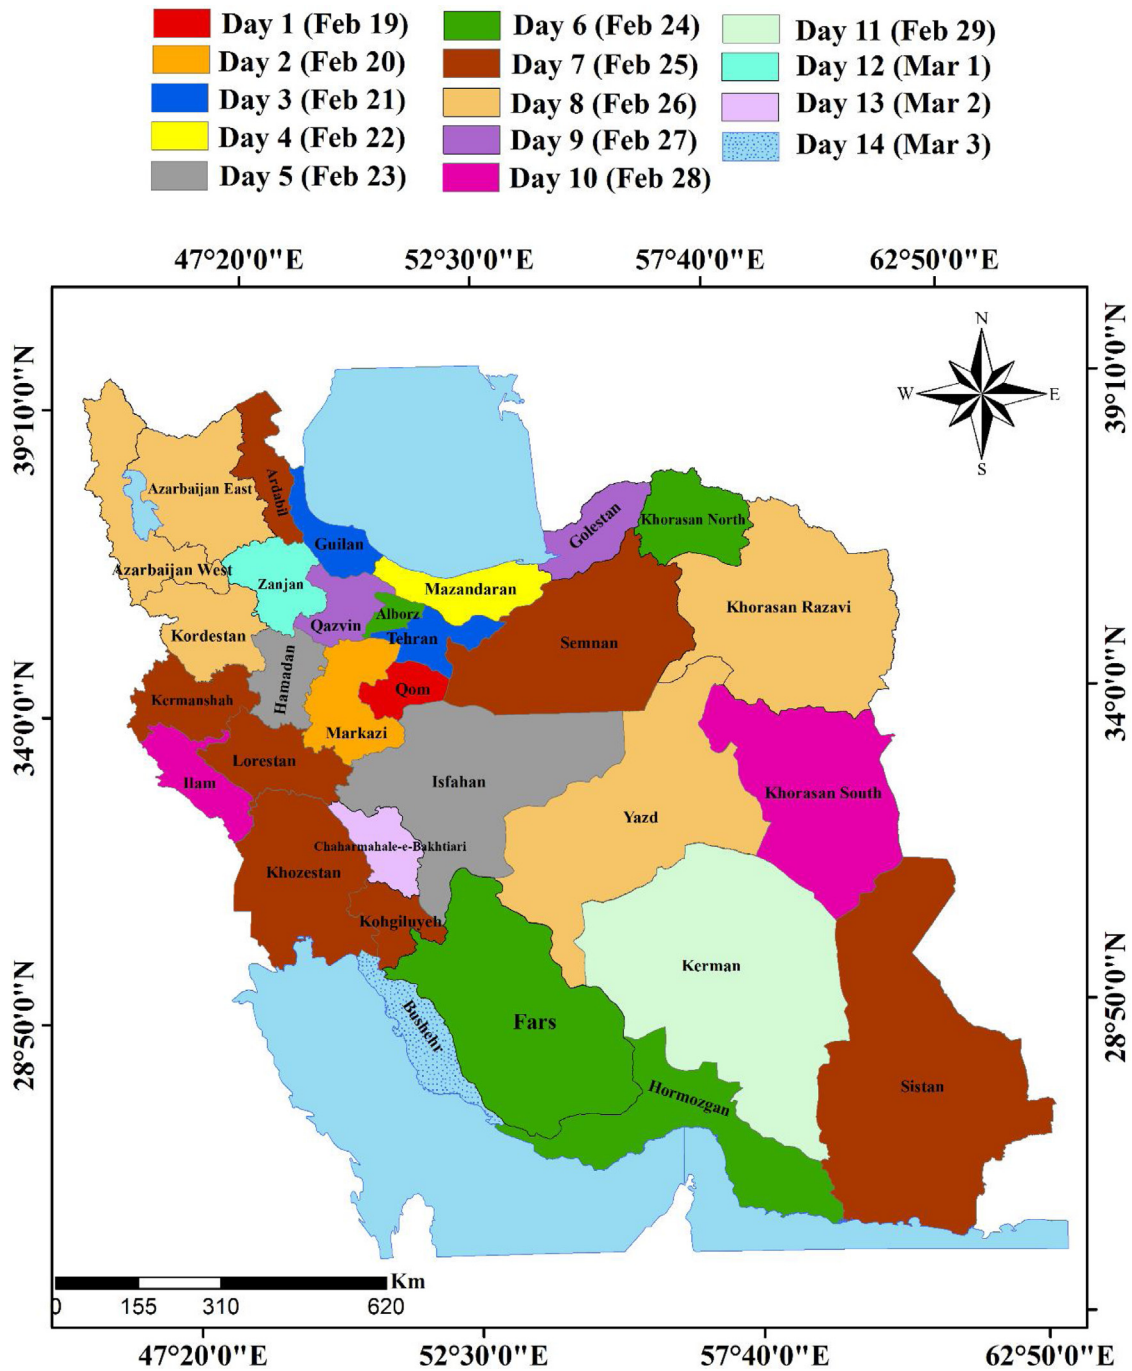 Day 1 (Feb 19)
Day 2 (Feb 20)
Day 3 (Feb 21)
Day 4 (Feb 22)
Day 5 (Feb 23)
Day 6 (Feb 24)
Day 7 (Feb 25)
Day 8 (Feb 26)
Day 9 (Feb 27)
Day 10 (Feb 28)
Day 11 (Feb 29)
Day 12 (Mar 1)
Day 13 (Mar 2)
Day 14 (Mar 3)
47°20'0"E 52°30'0"E 57°40'0"E 62°50'0"E
39°10'0"N
39°10'0"N
N
W E
S
Azarbaijan East
Ardabil
Golestan
Khorasan North
Guilan
Azarbaijan West
Zanjan
Mazandaran
Khorasan Razavi
Alborz
Qazvin
Kordestan
Tehran
Semnan
Hamadan
Qom
Kermanshah
34°0'0"N
34°0'0"N
Markazi
Lorestan
Ilam
Isfahan
Khorasan South
Yazd
Chaharmahale-e-Bakhtiari
Khozestan
Kohgiluyeh
Kerman
28°50'0"N
28°50'0"N
Bushehr
Fars
Sistan
Hormozgan
Km
0 155 310 620
47°20'0"E 52°30'0"E 57°40'0"E 62°50'0"E